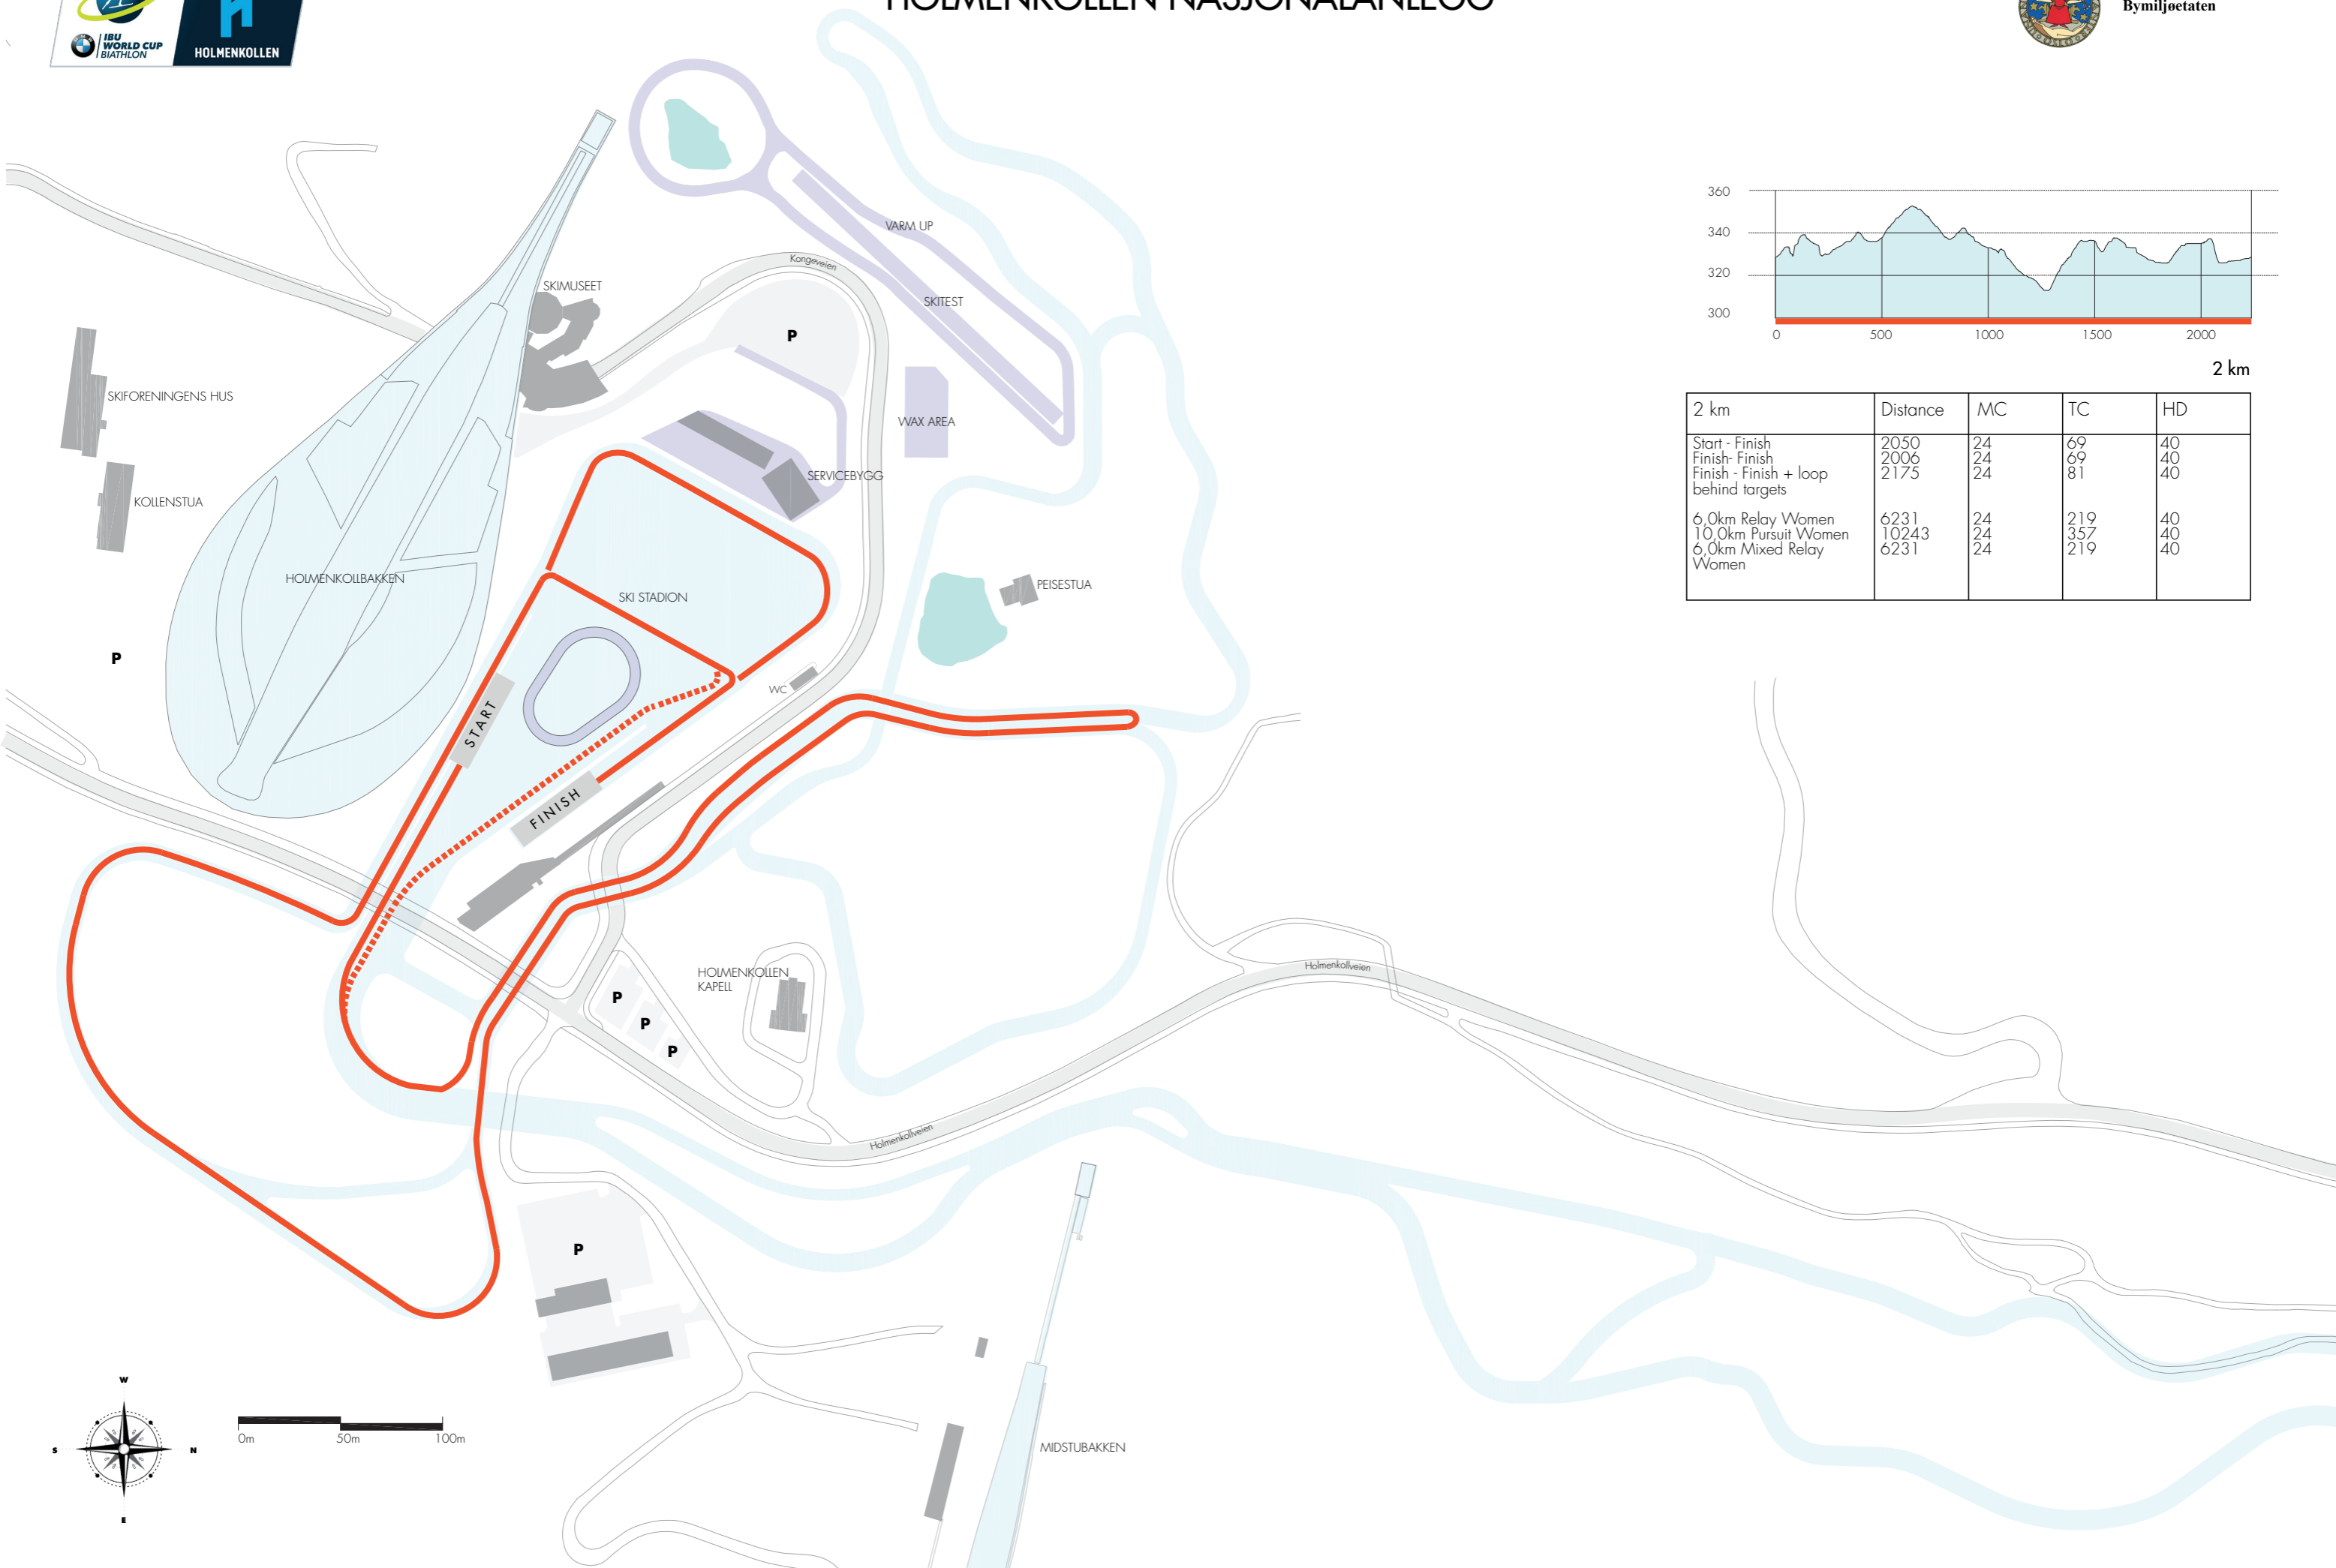 HOLMENKOLLEN NASJONALANLEGG
Bymiljøetaten
IBU
WORLD CUP
BIATHLON
HOLMENKOLLEN
VARM UP
Kongeveien
SKIMUSEET
SKITEST
P
WAX AREA
SKIFORENINGENS HUS
SERVICEBYGG
KOLLENSTUA
HOLMENKOLLBAKKEN
SKI STADION
PEISESTUA
P
WC
START
FINISH
HOLMENKOLLEN
KAPELL
P
P
P
Holmenkollveien
Holmenkollveien
P
MIDSTUBAKKEN
W
S
N
E
0m 50m 100m
360
340
320
300
0 500 1000 1500 2000
2 km
2 km Distance MC TC HD
Start - Finish 2050 24 69 40
Finish- Finish 2006 24 69 40
Finish - Finish + loop 2175 24 81 40
behind targets
6,0km Relay Women 6231 24 219 40
10,0km Pursuit Women 10243 24 357 40
6,0km Mixed Relay 6231 24 219 40
Women